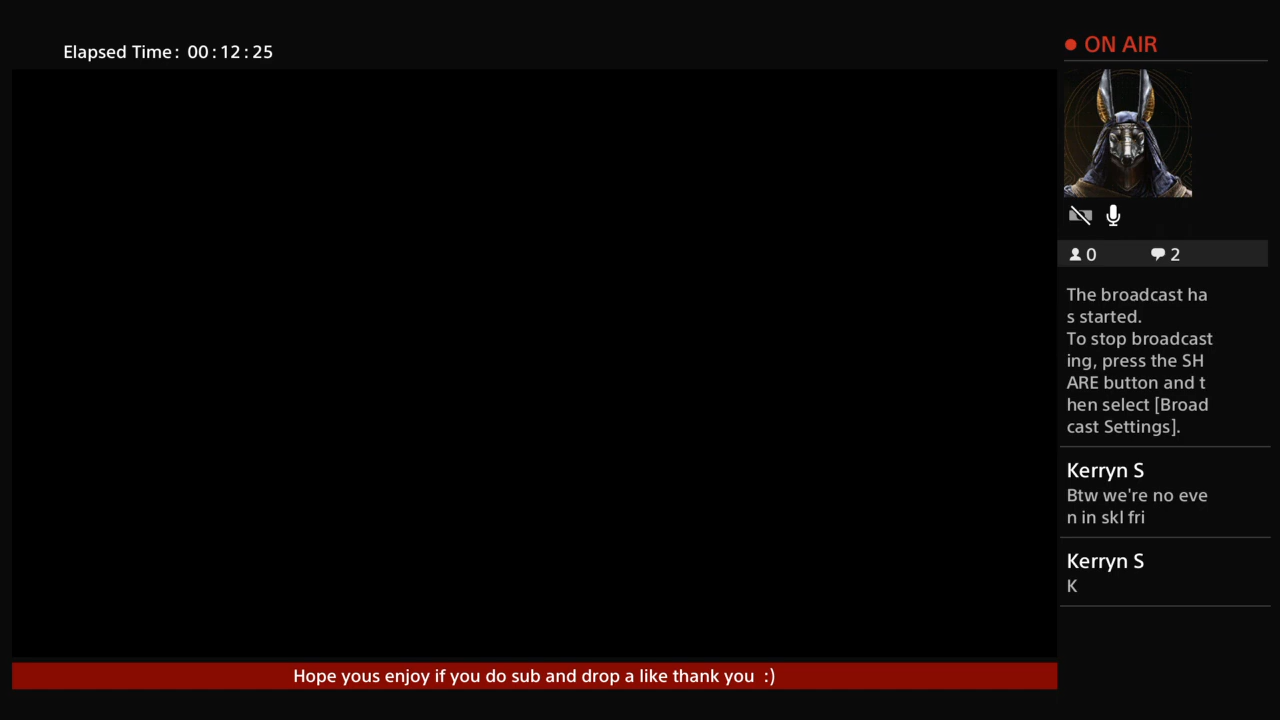 Elapsed Time: 00:12:25
ON AIR
0 2
The broadcast ha
s started.
To stop broadcast
ing, press the SH
ARE button and t
hen select [Broad
cast Settings].
Kerryn S
Btw we're no eve
n in skl fri
Kerryn S
K
Hope yous enjoy if you do sub and drop a like thank you :)